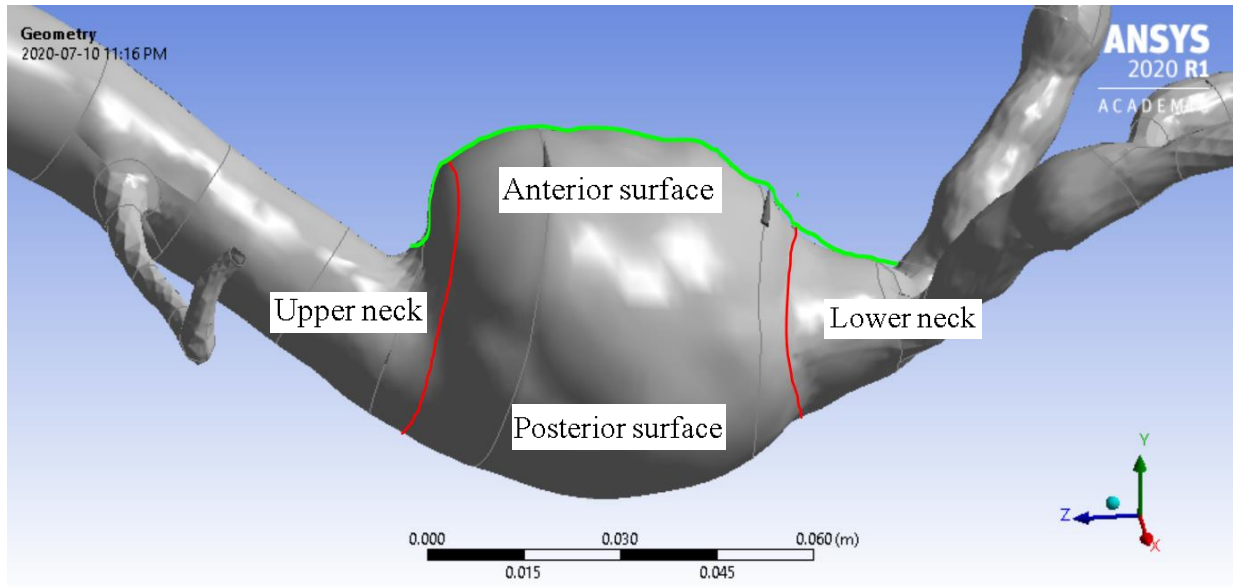 Geometry
2020-07-10 11:16 PM
ANSYS
2020 R1
ACADEMIC
Anterior surface
Upper neck
Lower neck
Posterior surface
Y
Z
X
0.000
0.030
0.060 (m)
0.015
0.045